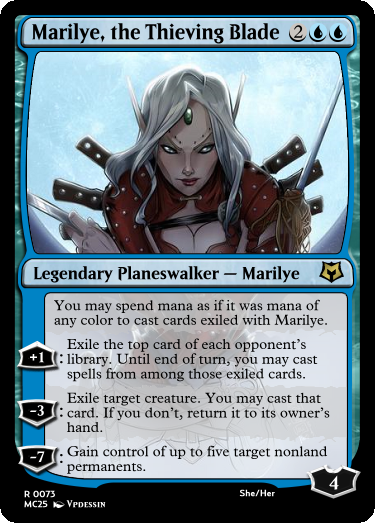 Marilye, the Thieving Blade 2
Legendary Planeswalker — Marilye
You may spend mana as if it was mana of
any color to cast cards exiled with Marilye.
+1: Exile the top card of each opponent's
library. Until end of turn, you may cast
spells from among those exiled cards.
-3: Exile target creature. You may cast that
card. If you don't, return it to its owner's
hand.
-7: Gain control of up to five target nonland
permanents.
4
R 0073
She/Her
MC25 Vpdessin